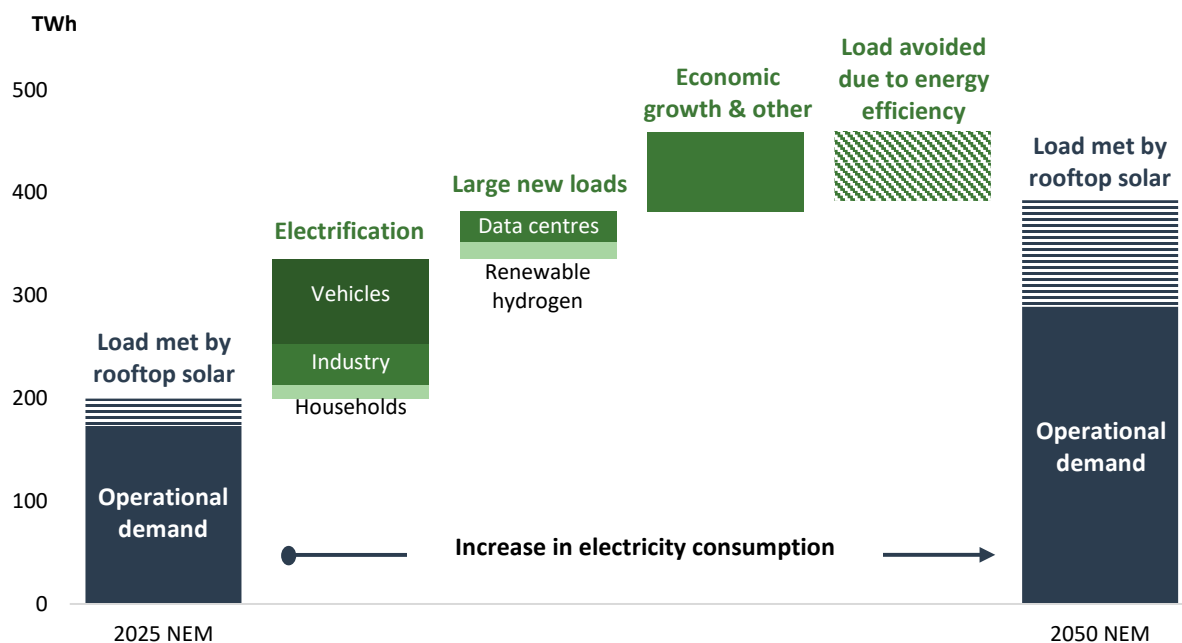 TWh
500
400
300
200
100
0
Load met by
rooftop solar
Operational
demand
2025 NEM
Electrification
Vehicles
Industry
Households
Large new loads
Data centres
Renewable
hydrogen
Economic
growth & other
Load avoided
due to energy
efficiency
Load met by
rooftop solar
Operational
demand
2050 NEM
Increase in electricity consumption